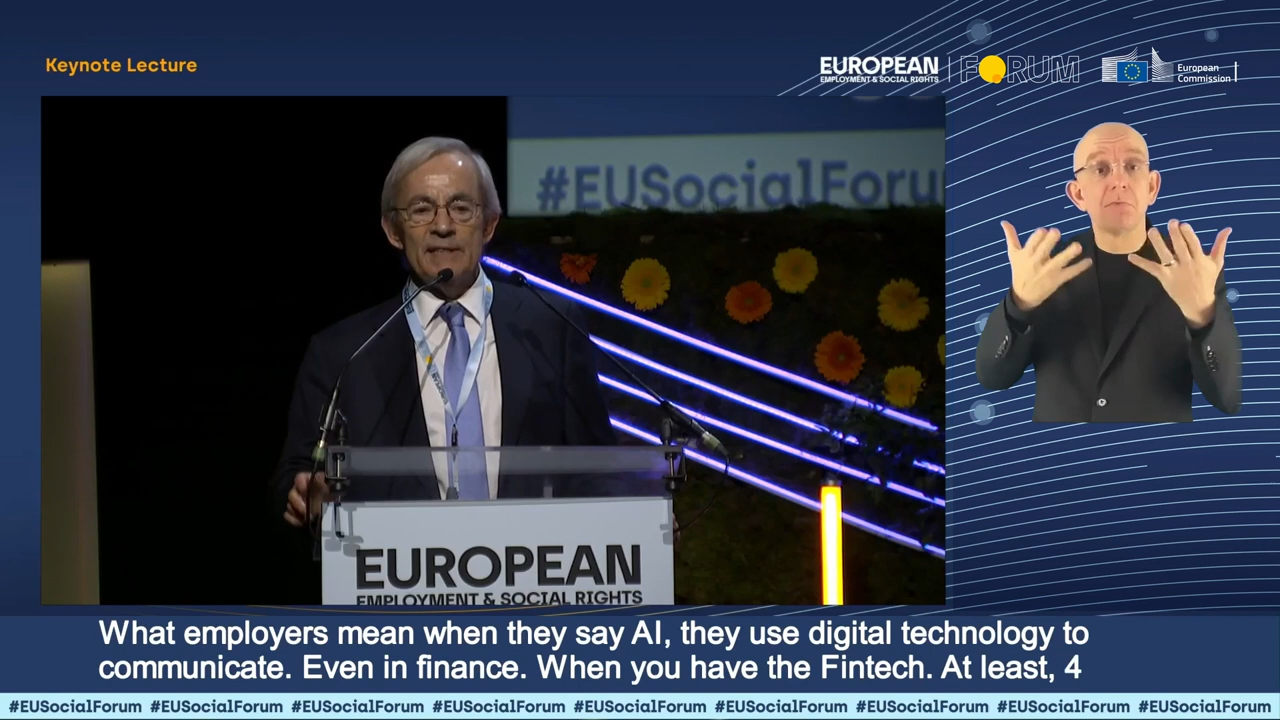 Keynote Lecture
EUROPEAN
EMPLOYMENT & SOCIAL RIGHTS
FORUM
European
Commission
#EUSocialForu
EUROPEAN
EMPLOYMENT & SOCIAL RIGHTS
What employers mean when they say AI, they use digital technology to
communicate. Even in finance. When you have the Fintech. At least, 4
#EUSocialForum #EUSocialForum #EUSocialForum #EUSocialForum #EUSocialForum #EUSocialForum #EUSocialForum #EUSocialForum #EUSocialForum